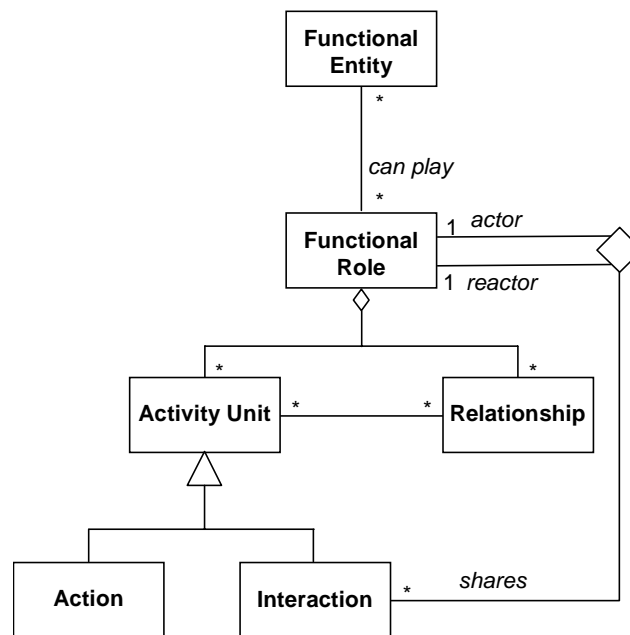 Functional
Entity
*
can play
*
Functional
Role
1 actor
1 reactor
* *
Activity Unit
* *
Relationship
Action
Interaction
* shares